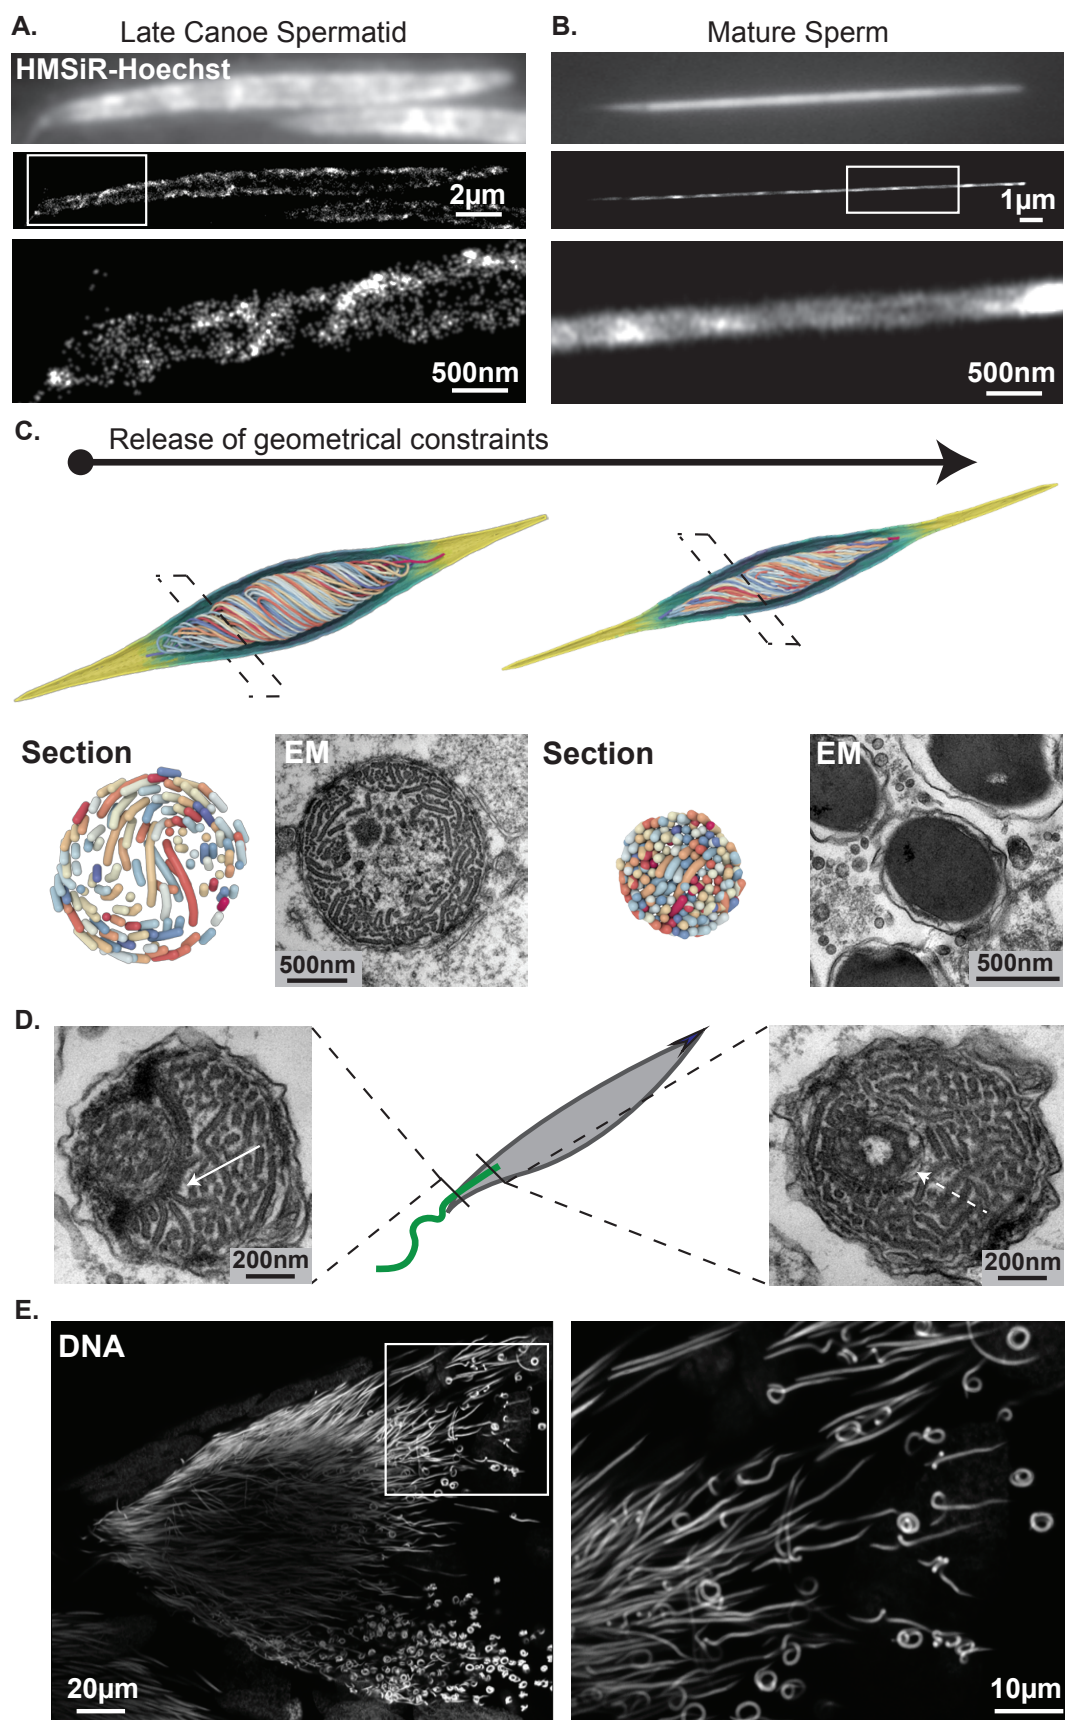 A.
Late Canoe Spermatid
HMSiR-Hoechst
2µm
500nm
B.
Mature Sperm
1µm
500nm
C.
Release of geometrical constraints
Section
EM
500nm
Section
EM
500nm
D.
200nm
200nm
E.
DNA
20µm
10µm